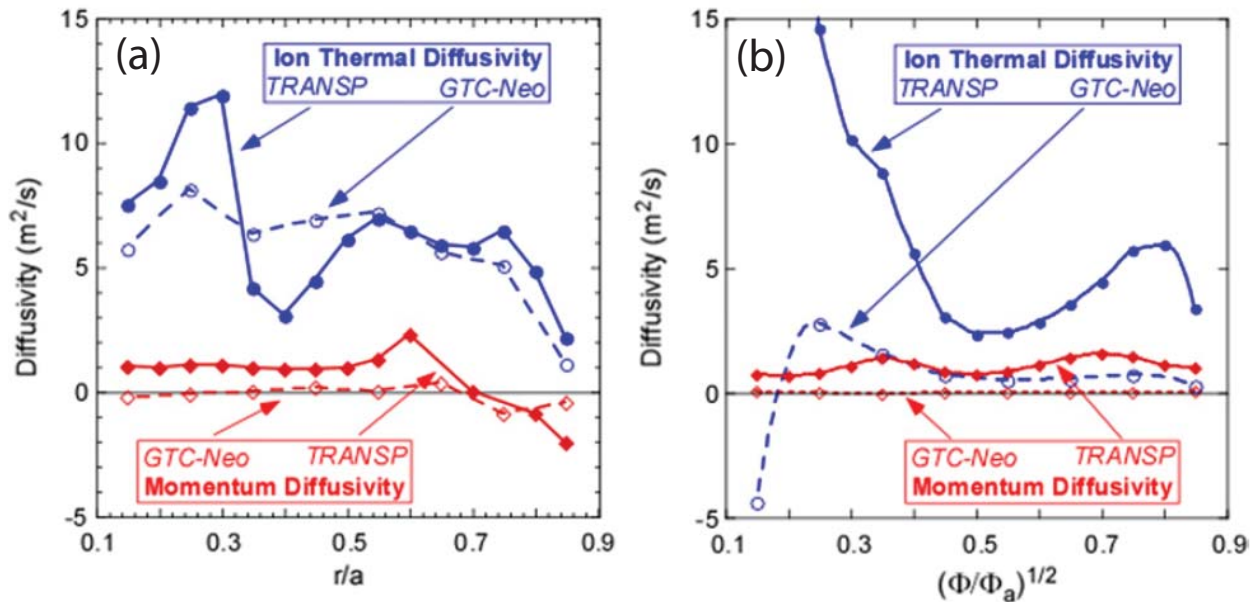 (a)
Ion Thermal Diffusivity
TRANSP GTC-Neo
15
10
5
0
-5
Diffusivity (m²/s)
GTC-Neo TRANSP
Momentum Diffusivity
0.1 0.3 0.5 0.7 0.9
r/a
(b)
Ion Thermal Diffusivity
TRANSP GTC-Neo
15
10
5
0
-5
Diffusivity (m²/s)
GTC-Neo TRANSP
Momentum Diffusivity
0.1 0.3 0.5 0.7 0.9
(Φ/Φₐ)¹/²